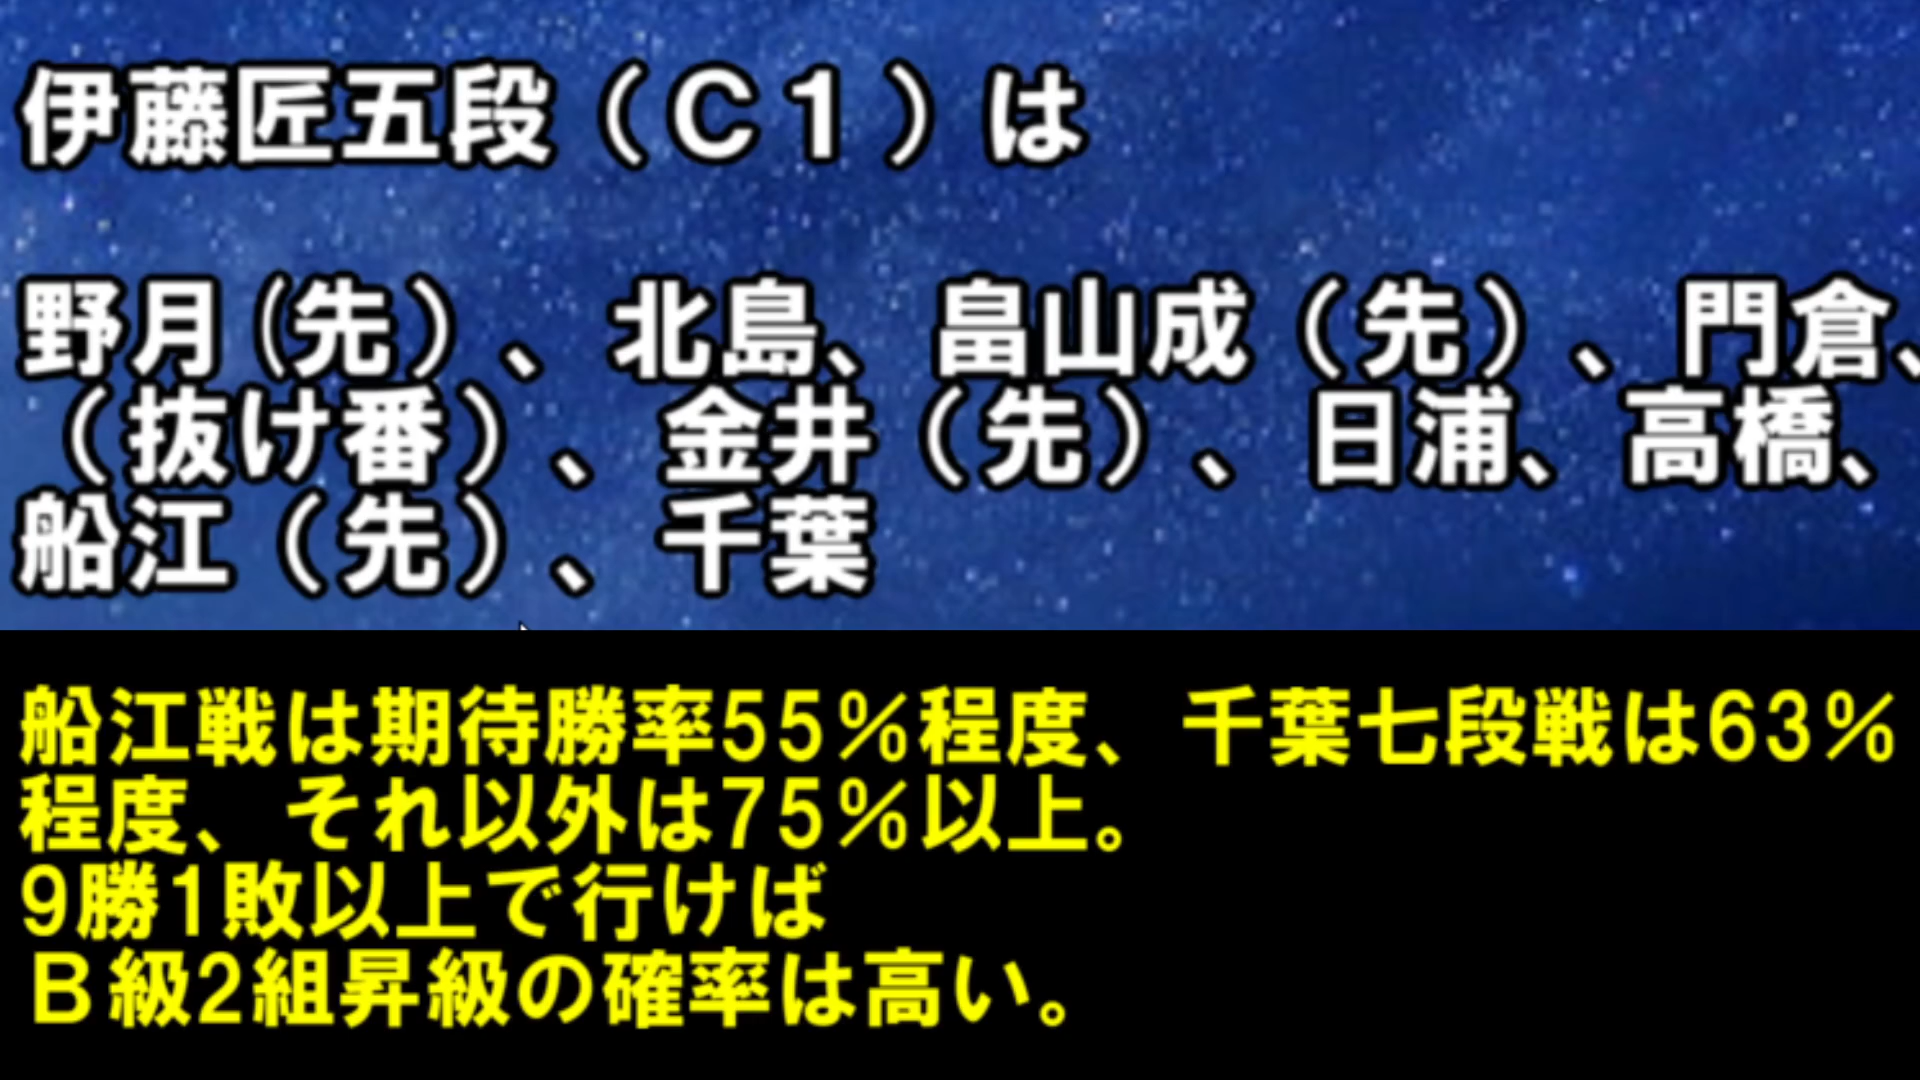 伊藤匠五段（Ｃ１）は
野月(先）、北島、畠山成（先）、門倉、
（抜け番）、金井（先）、日浦、高橋、
船江（先）、千葉
船江戦は期待勝率55％程度、千葉七段戦は63％
程度、それ以外は75％以上。
9勝1敗以上で行けば
Ｂ級2組昇級の確率は高い。